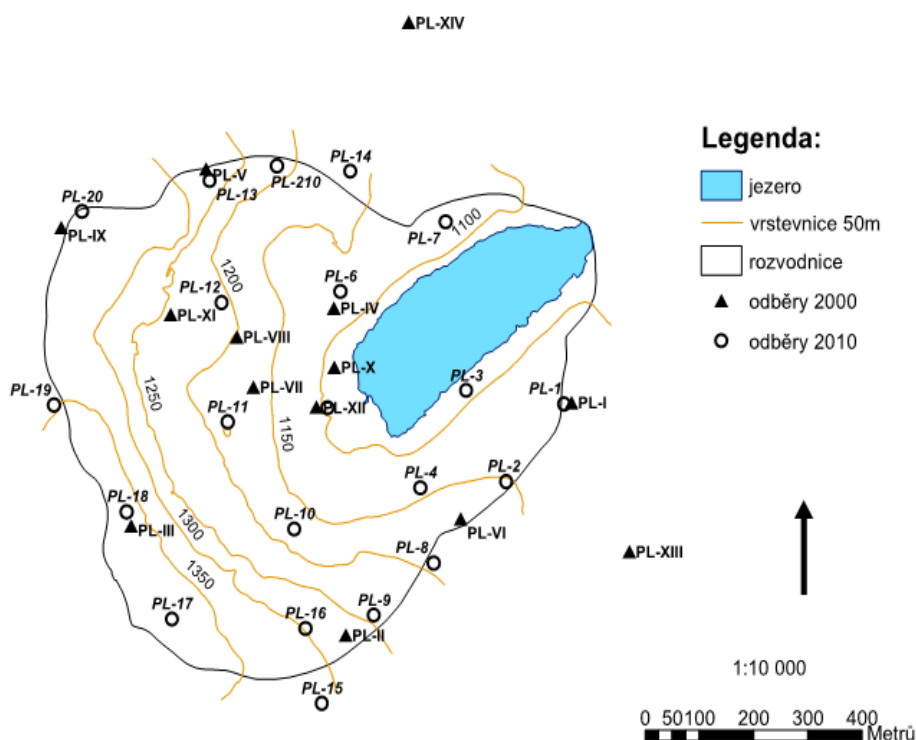 PL-XIV
Legenda:
jezero
vrstevnice 50m
rozvodnice
odběry 2000
odběry 2010
PL-14
PL-V
PL-210
PL-13
PL-20
PL-IX
PL-7
1100
1200
PL-12
PL-6
PL-IV
PL-XI
PL-VIII
PL-X
PL-VII
PL-3
PL-19
1250
PL-XII
PL-1
PL-I
PL-11
1150
PL-4
PL-2
PL-18
PL-III
PL-10
1300
PL-VI
PL-8
PL-XIII
1350
PL-17
PL-9
PL-16
PL-II
PL-15
1:10 000
0 50100 200 300 400
Metrů